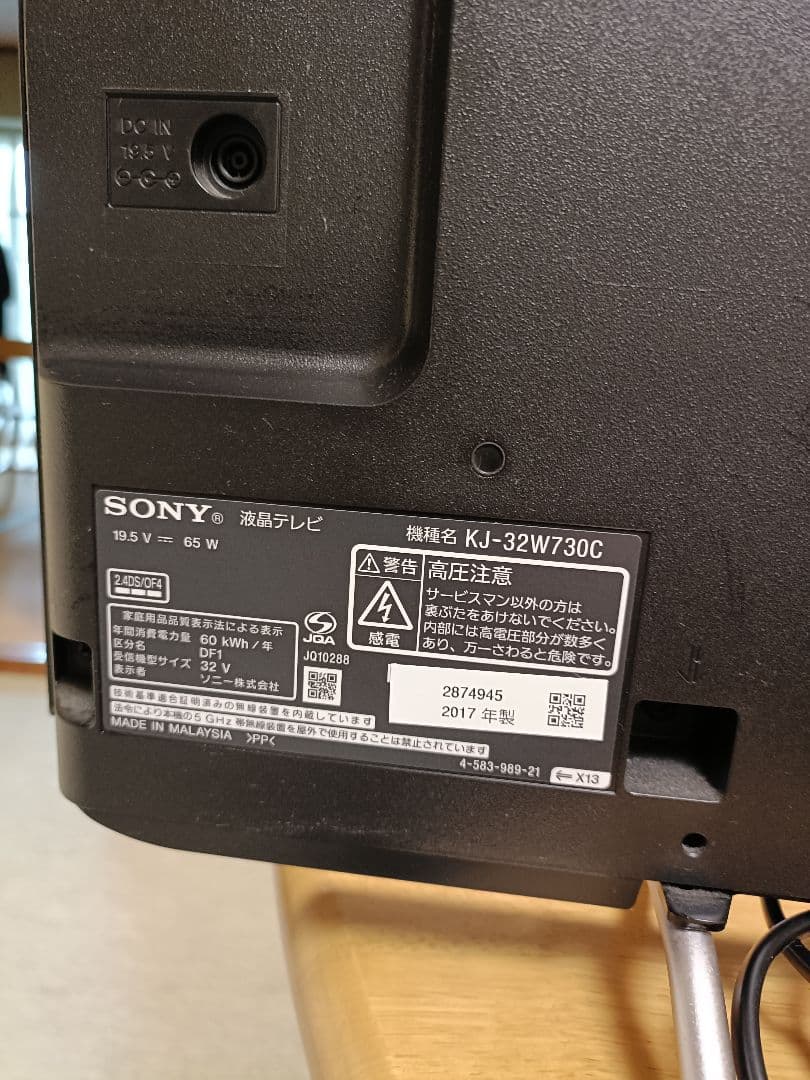 DC IN
19.5 V
SONY® 液晶テレビ
機種名 KJ-32W730C
19.5 V ⎓ 65 W
2.4DS/OF4
家庭用品品質表示法による表示
年間消費電力量 60 kWh／年
区分名 DF1
受信機型サイズ 32 V
表示者 ソニー株式会社
JQA
JQ10288
警告
感電
高圧注意
サービスマン以外の方は
裏ぶたをあけないでください。
内部には高電圧部分が数多く
あり、万一さわると危険です。
2874945
2017 年製
技術基準適合証明済みの無線装置を内蔵しています
法令により本機の5 GHz 帯無線装置を屋外で使用することは禁止されています
MADE IN MALAYSIA >PP<
4-583-989-21
⇐ X13